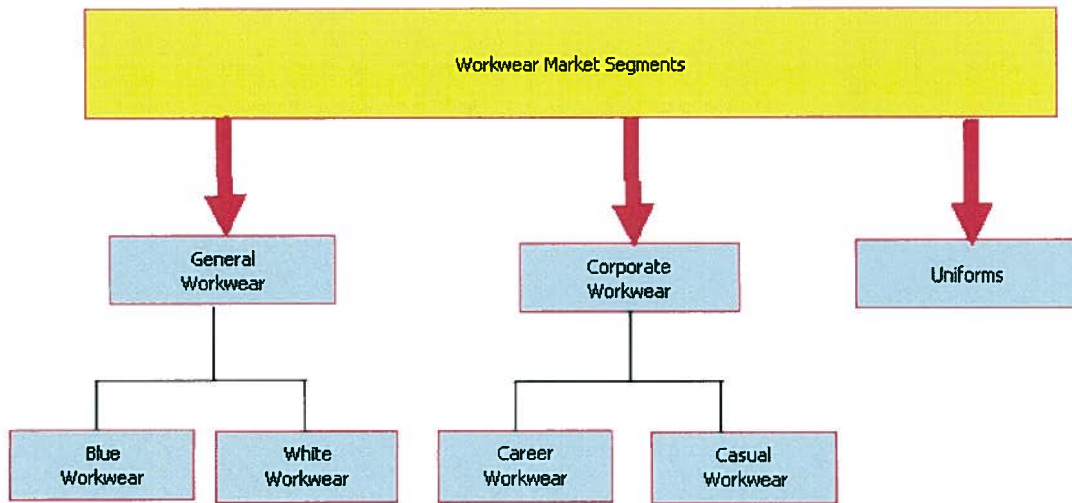 Workwear Market Segments
General
Workwear
Corporate
Workwear
Uniforms
Blue
Workwear
White
Workwear
Career
Workwear
Casual
Workwear